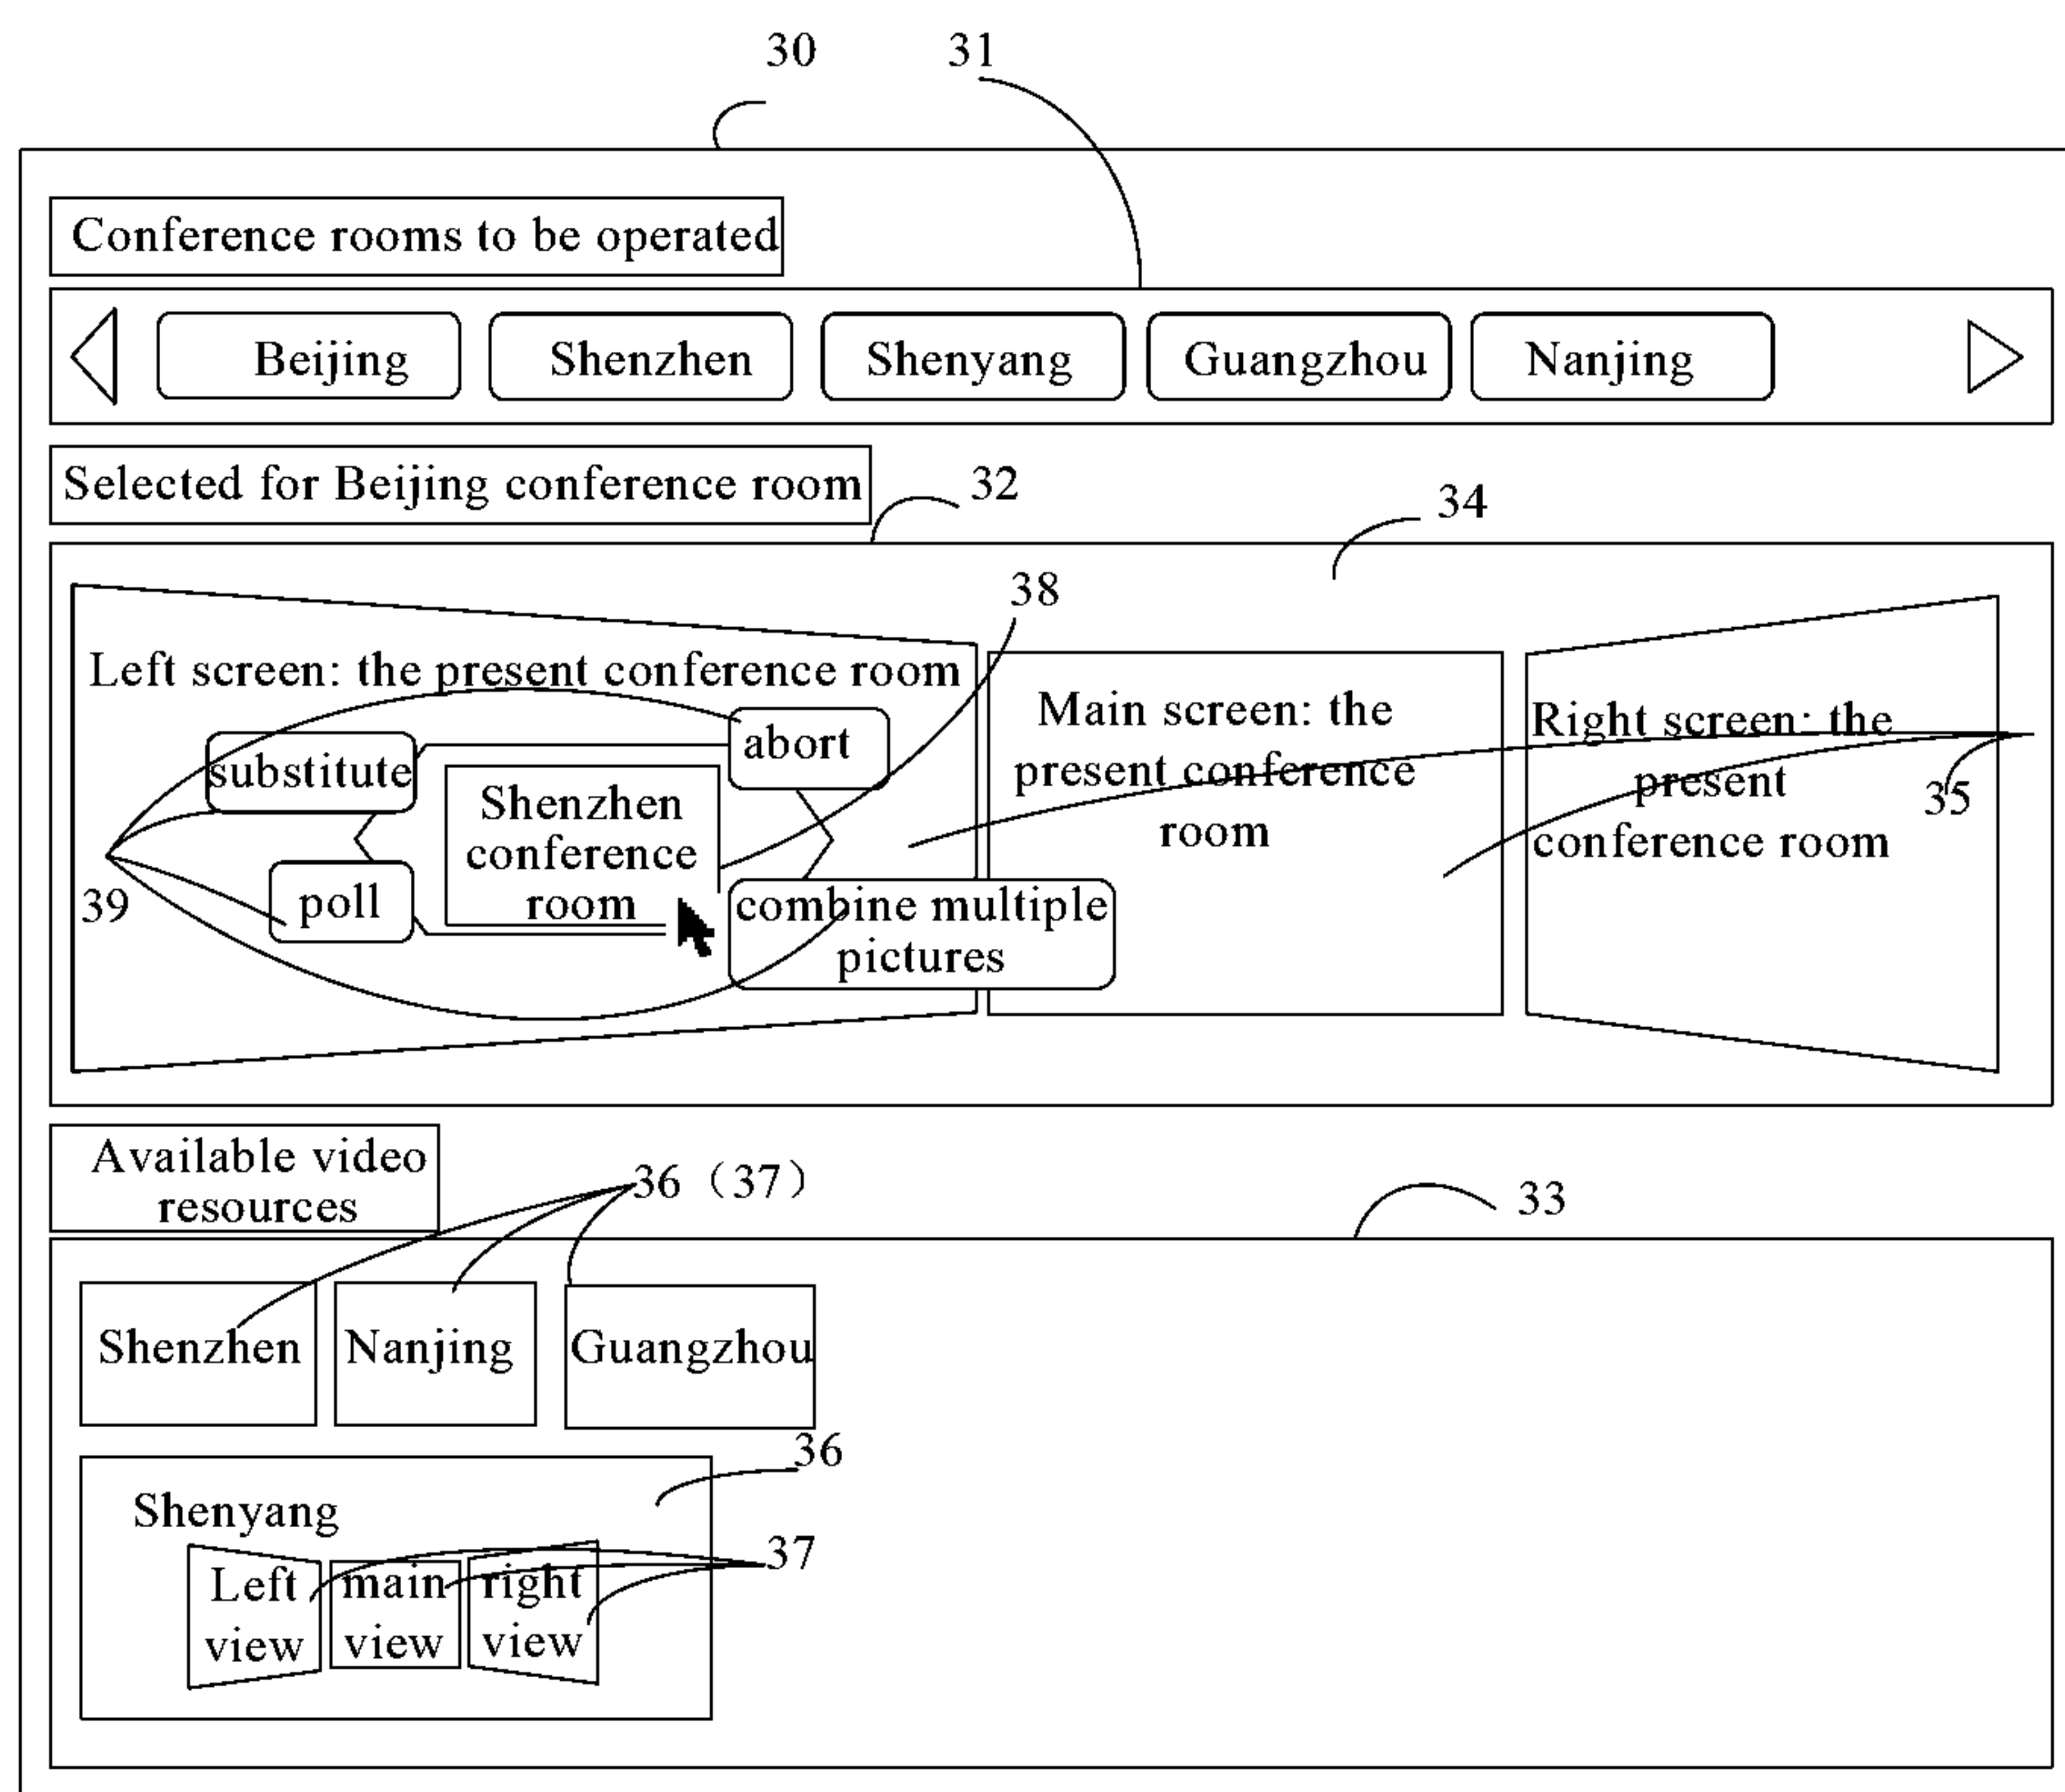 30 31
Conference rooms to be operated
Beijing Shenzhen Shenyang Guangzhou Nanjing
Selected for Beijing conference room
32
34
38
Left screen: the present conference room
Main screen: the
present conference
room
Right screen: the
present
conference room
35
abort
substitute
Shenzhen
conference
room
39
poll
combine multiple
pictures
Available video
resources
36（37）
33
Shenzhen Nanjing Guangzhou
36
Shenyang
37
Left
view
main
view
right
view